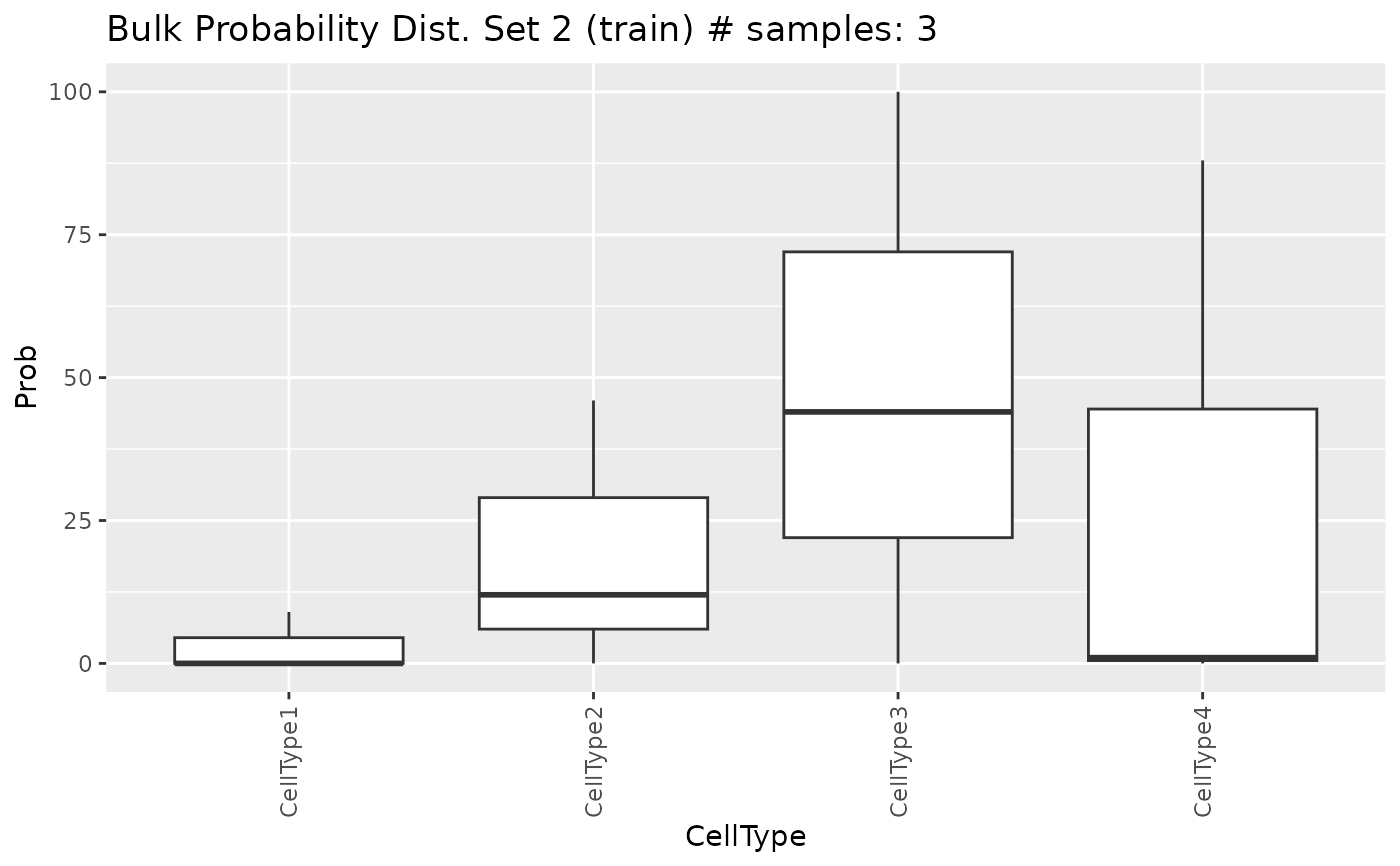 Bulk Probability Dist. Set 2 (train) # samples: 3
100
75
50
25
0
Prob
CellType1
CellType2
CellType3
CellType4
CellType